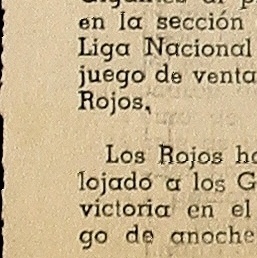 en la sección
Liga Nacional
juego de venta
Rojos,
Los Rojos
lojado a los G
victoria en el
go de anoche